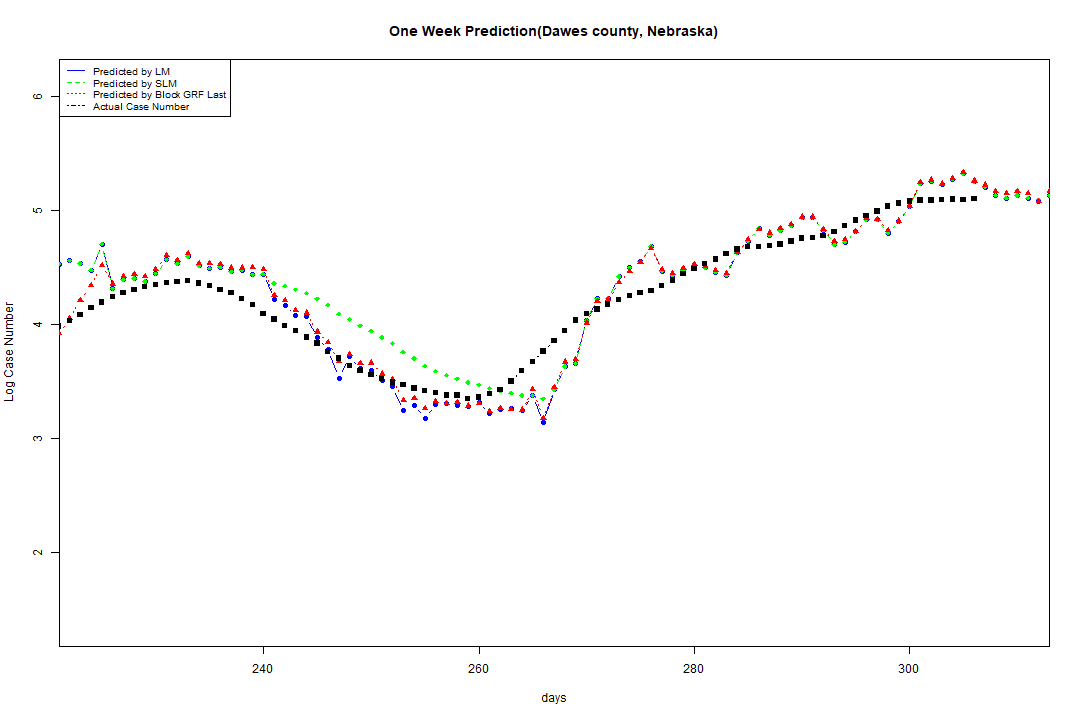 One Week Prediction(Dawes county, Nebraska)
Predicted by LM
Predicted by SLM
Predicted by Block GRF Last
Actual Case Number
6
5
4
3
2
Log Case Number
240 260 280 300
days